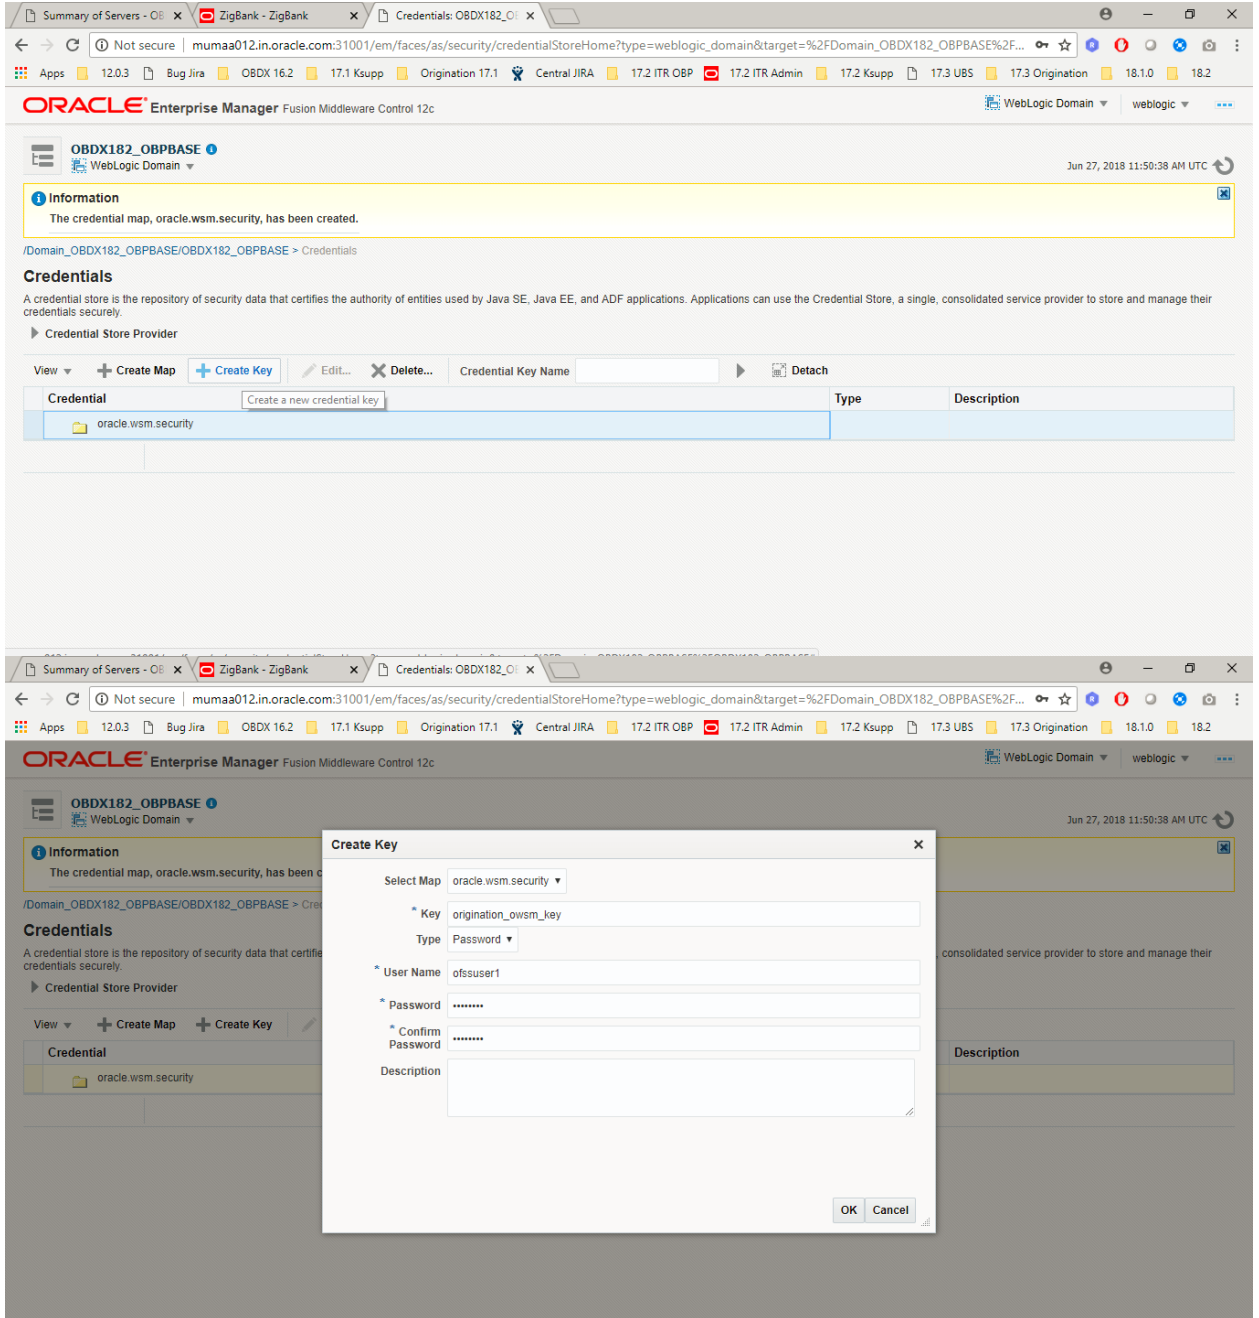 Summary of Servers - OB ZigBank - ZigBank Credentials: OBDX182_O
Not secure | mumaa012.in.oracle.com:31001/em/faces/as/security/credentialStoreHome?type=weblogic_domain&target=%2FDomain_OBDX182_OBPBASE%2F...
Apps 12.0.3 Bug Jira OBDX 16.2 17.1 Ksupp Origination 17.1 Central JIRA 17.2 ITR OBP 17.2 ITR Admin 17.2 Ksupp 17.3 UBS 17.3 Origination 18.1.0 18.2
ORACLE Enterprise Manager Fusion Middleware Control 12c WebLogic Domain weblogic
OBDX182_OBPBASE
WebLogic Domain Jun 27, 2018 11:50:38 AM UTC
Information
The credential map, oracle.wsm.security, has been created.
/Domain_OBDX182_OBPBASE/OBDX182_OBPBASE > Credentials
Credentials
A credential store is the repository of security data that certifies the authority of entities used by Java SE, Java EE, and ADF applications. Applications can use the Credential Store, a single, consolidated service provider to store and manage their
credentials securely.
Credential Store Provider
View Create Map Create Key Edit... Delete... Credential Key Name Detach
Credential Type Description
Create a new credential key
oracle.wsm.security
Summary of Servers - OB ZigBank - ZigBank Credentials: OBDX182_O
Not secure | mumaa012.in.oracle.com:31001/em/faces/as/security/credentialStoreHome?type=weblogic_domain&target=%2FDomain_OBDX182_OBPBASE%2F...
Apps 12.0.3 Bug Jira OBDX 16.2 17.1 Ksupp Origination 17.1 Central JIRA 17.2 ITR OBP 17.2 ITR Admin 17.2 Ksupp 17.3 UBS 17.3 Origination 18.1.0 18.2
ORACLE Enterprise Manager Fusion Middleware Control 12c WebLogic Domain weblogic
OBDX182_OBPBASE
WebLogic Domain Jun 27, 2018 11:50:38 AM UTC
Information
The credential map, oracle.wsm.security, has been c
/Domain_OBDX182_OBPBASE/OBDX182_OBPBASE > Cre
Credentials
A credential store is the repository of security data that certifie , consolidated service provider to store and manage their
credentials securely.
Credential Store Provider
View Create Map Create Key
Credential Description
oracle.wsm.security
Create Key
Select Map oracle.wsm.security
* Key origination_owsm_key
Type Password
* User Name ofssuser1
* Password ••••••••
* Confirm
Password ••••••••
Description
OK Cancel